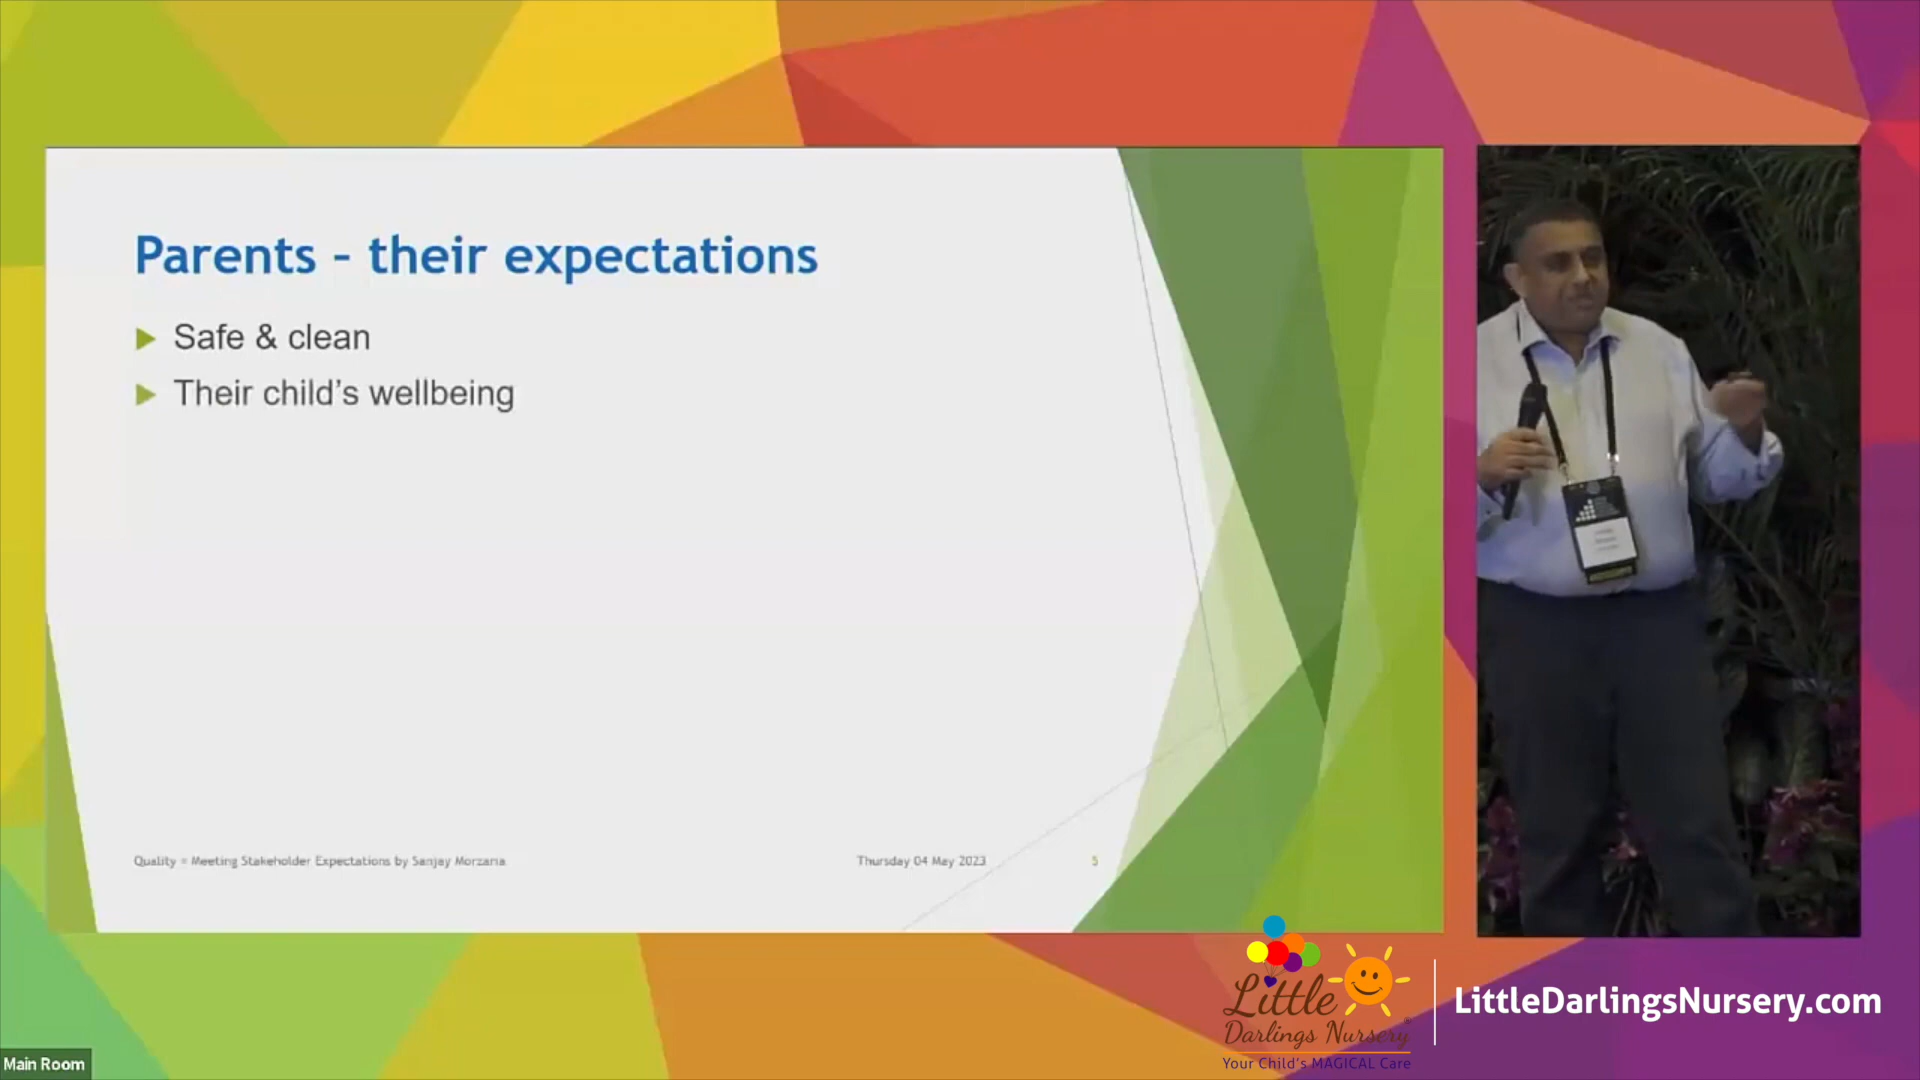 Parents – their expectations
Safe & clean
Their child's wellbeing
Quality = Meeting Stakeholder Expectations by Sanjay Morzaria
Thursday 04 May 2023
5
Little
Darlings Nursery®
Your Child's MAGICAL Care
LittleDarlingsNursery.com
Main Room